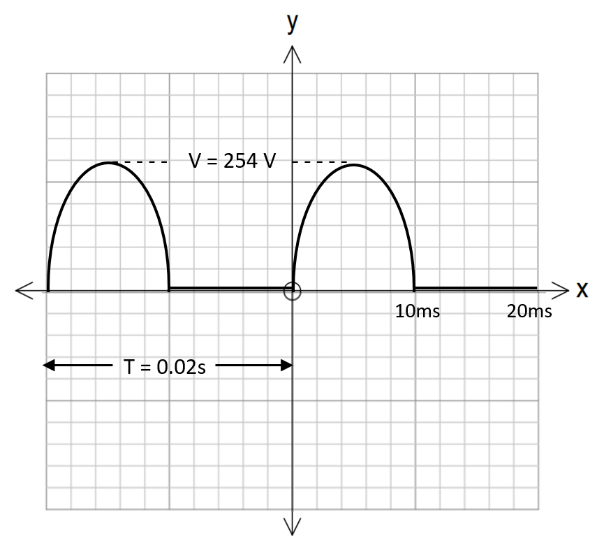 y
V = 254 V
x
10ms
20ms
T = 0.02s